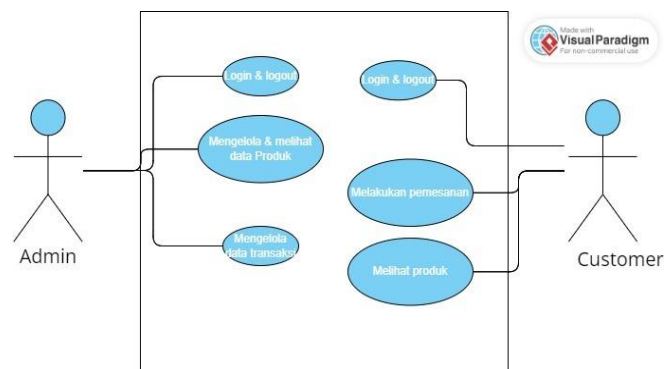 Made with
Visual Paradigm
For non-commercial use
Login & logout
Login & logout
Mengelola & melihat
data Produk
Melakukan pemesanan
Mengelola
data transaksi
Melihat produk
Admin
Customer